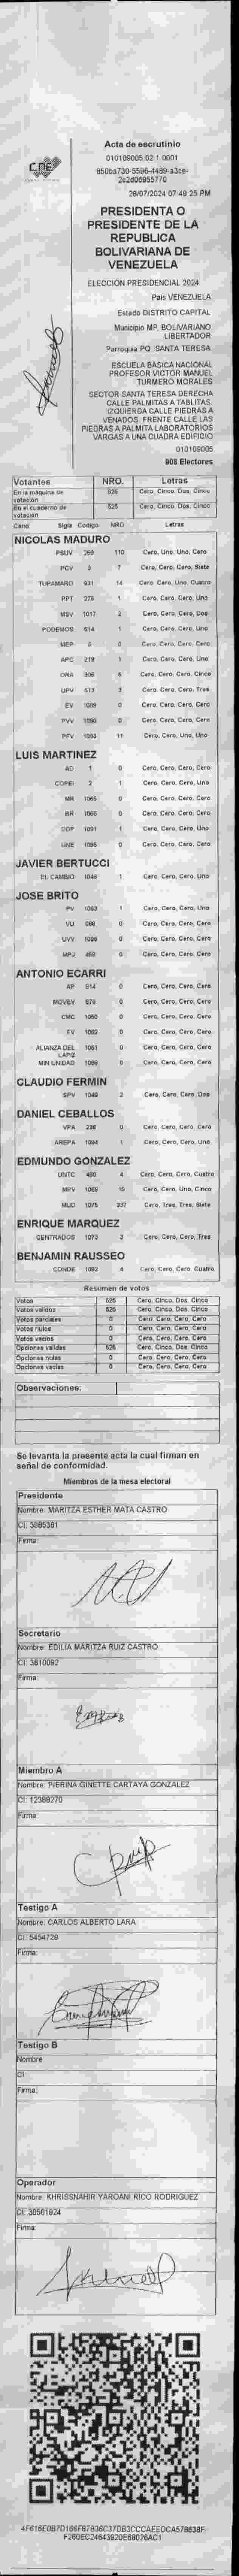 CNE
Acta de escrutinio
010109005.02.1.0001
850ba730-5596-4489-a3ce-
2e2d06955770
28/07/2024 07:49:25 PM
PRESIDENTA O
PRESIDENTE DE LA
REPUBLICA
BOLIVARIANA DE
VENEZUELA
ELECCIÓN PRESIDENCIAL 2024
País VENEZUELA
Estado DISTRITO CAPITAL
Municipio MP. BOLIVARIANO
LIBERTADOR
Parroquia PQ. SANTA TERESA
ESCUELA BÁSICA NACIONAL
PROFESOR VICTOR MANUEL
TURMERO MORALES
SECTOR SANTA TERESA DERECHA
CALLE PALMITAS A TABLITAS.
IZQUIERDA CALLE PIEDRAS A
VENADOS. FRENTE CALLE LAS
PIEDRAS A PALMITA LABORATORIOS
VARGAS A UNA CUADRA EDIFICIO
010109005
908 Electores
Votantes NRO. Letras
En la máquina de votación 525 Cero, Cinco, Dos, Cinco
En el cuaderno de votación 525 Cero, Cinco, Dos, Cinco
Cand. Sigla Codigo NRO Letras
NICOLAS MADURO
PSUV 269 110 Cero, Uno, Uno, Cero
PCV 7 Cero, Cero, Cero, Siete
TUPAMARO 931 14 Cero, Cero, Uno, Cuatro
PPT 276 1 Cero, Cero, Cero, Uno
MSV 1017 2 Cero, Cero, Cero, Dos
PODEMOS 614 1 Cero, Cero, Cero, Uno
MEP 0 Cero, Cero, Cero, Cero
APC 219 1 Cero, Cero, Cero, Uno
ORA 306 5 Cero, Cero, Cero, Cinco
UPV 613 3 Cero, Cero, Cero, Tres
EV 1089 0 Cero, Cero, Cero, Cero
PVV 1090 0 Cero, Cero, Cero, Cero
PFV 1093 11 Cero, Cero, Uno, Uno
LUIS MARTINEZ
AD 1 0 Cero, Cero, Cero, Cero
COPEI 2 1 Cero, Cero, Cero, Uno
MR 1065 0 Cero, Cero, Cero, Cero
BR 1066 0 Cero, Cero, Cero, Cero
DDP 1091 1 Cero, Cero, Cero, Uno
UNE 1096 0 Cero, Cero, Cero, Cero
JAVIER BERTUCCI
EL CAMBIO 1048 1 Cero, Cero, Cero, Uno
JOSE BRITO
PV 1063 1 Cero, Cero, Cero, Uno
VU 960 0 Cero, Cero, Cero, Cero
UVV 1098 0 Cero, Cero, Cero, Cero
MPJ 468 0 Cero, Cero, Cero, Cero
ANTONIO ECARRI
AP 914 0 Cero, Cero, Cero, Cero
MOVEV 979 0 Cero, Cero, Cero, Cero
CMC 1060 0 Cero, Cero, Cero, Cero
FV 1062 0 Cero, Cero, Cero, Cero
ALIANZA DEL LAPIZ 1061 0 Cero, Cero, Cero, Cero
MIN UNIDAD 1069 0 Cero, Cero, Cero, Cero
CLAUDIO FERMIN
SPV 1049 2 Cero, Cero, Cero, Dos
DANIEL CEBALLOS
VPA 238 0 Cero, Cero, Cero, Cero
AREPA 1094 1 Cero, Cero, Cero, Uno
EDMUNDO GONZALEZ
UNTC 460 4 Cero, Cero, Cero, Cuatro
MPV 1068 15 Cero, Cero, Uno, Cinco
MUD 1075 337 Cero, Tres, Tres, Siete
ENRIQUE MARQUEZ
CENTRADOS 1073 3 Cero, Cero, Cero, Tres
BENJAMIN RAUSSEO
CONDE 1092 4 Cero, Cero, Cero, Cuatro
Resumen de votos
Votos 525 Cero, Cinco, Dos, Cinco
Votos validos 525 Cero, Cinco, Dos, Cinco
Votos parciales 0 Cero, Cero, Cero, Cero
Votos nulos 0 Cero, Cero, Cero, Cero
Votos vacíos 0 Cero, Cero, Cero, Cero
Opciones validas 525 Cero, Cinco, Dos, Cinco
Opciones nulas 0 Cero, Cero, Cero, Cero
Opciones vacías 0 Cero, Cero, Cero, Cero
Observaciones:
Se levanta la presente acta la cual firman en
señal de conformidad.
Miembros de la mesa electoral
Presidente
Nombre: MARITZA ESTHER MATA CASTRO
CI: 3985361
Firma:
Secretario
Nombre: EDILIA MARITZA RUIZ CASTRO
CI: 3810092
Firma:
Miembro A
Nombre: PIERINA GINETTE CARTAYA GONZALEZ
CI: 12389270
Firma:
Testigo A
Nombre: CARLOS ALBERTO LARA
CI: 5454729
Firma:
Testigo B
Nombre
CI
Firma:
Operador
Nombre: KHRISSNAHIR YAROANI RICO RODRIGUEZ
CI: 30501924
Firma: